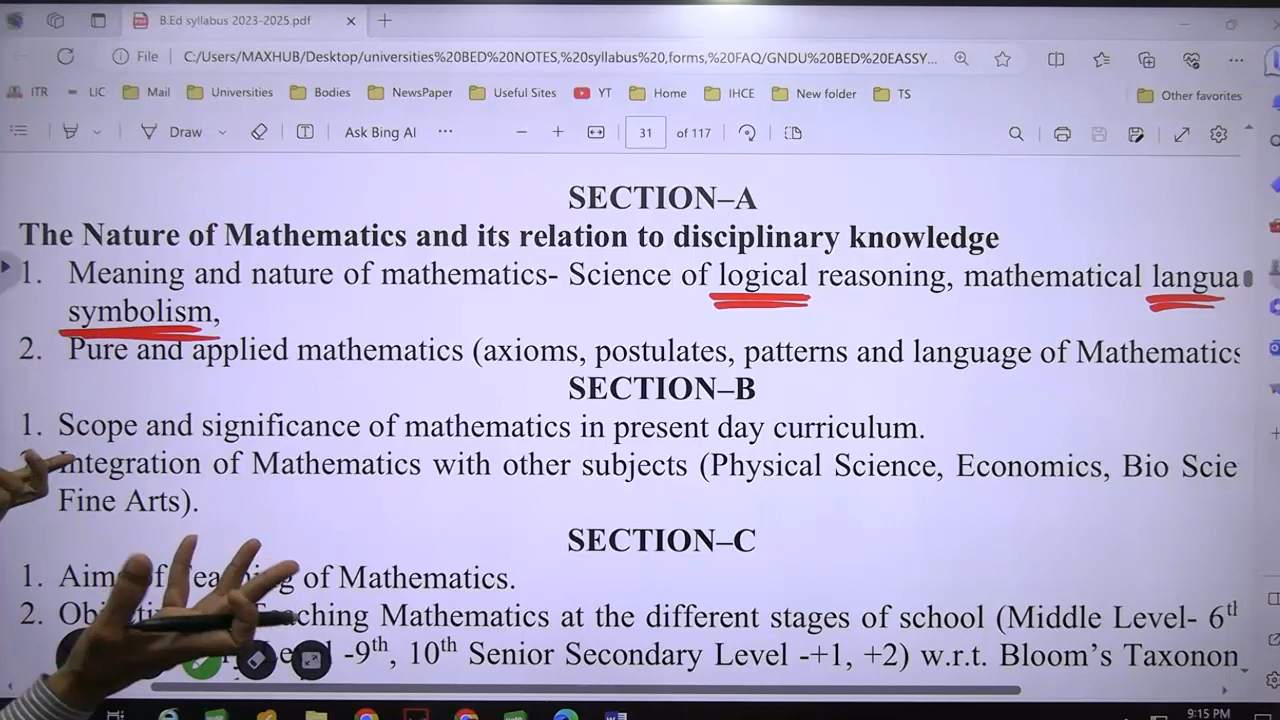 B.Ed syllabus 2023-2025.pdf
File C:/Users/MAXHUB/Desktop/universities%20BED%20NOTES,%20syllabus%20,forms,%20FAQ/GNDU%20BED%20EASSY...
ITR LIC Mail Universities Bodies NewsPaper Useful Sites YT Home IHCE New folder TS Other favorites
Draw Ask Bing AI 31 of 117
SECTION–A
The Nature of Mathematics and its relation to disciplinary knowledge
1. Meaning and nature of mathematics- Science of logical reasoning, mathematical langua
symbolism,
2. Pure and applied mathematics (axioms, postulates, patterns and language of Mathematics
SECTION–B
1. Scope and significance of mathematics in present day curriculum.
Integration of Mathematics with other subjects (Physical Science, Economics, Bio Scie
Fine Arts).
SECTION–C
1. of Mathematics.
2. Mathematics at the different stages of school (Middle Level- 6th
-9th, 10th Senior Secondary Level -+1, +2) w.r.t. Bloom's Taxonon
9:15 PM